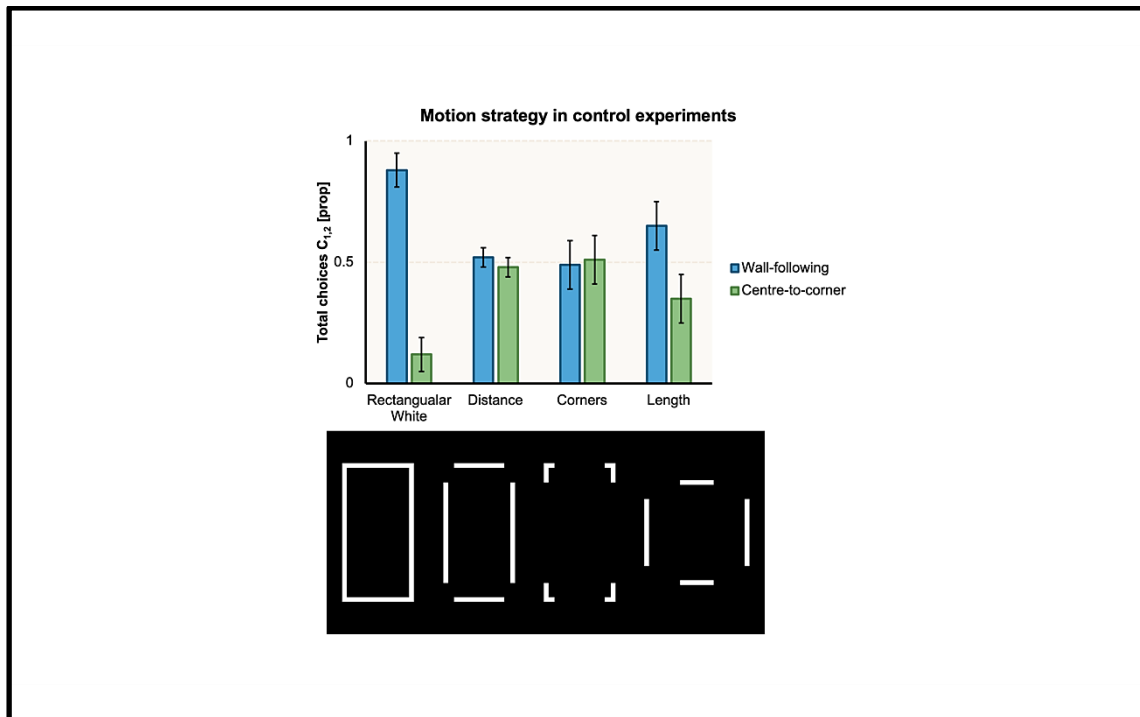 Motion strategy in control experiments
Total choices C1,2 [prop]
1
0.5
0
Rectangualar
White
Distance
Corners
Length
Wall-following
Centre-to-corner